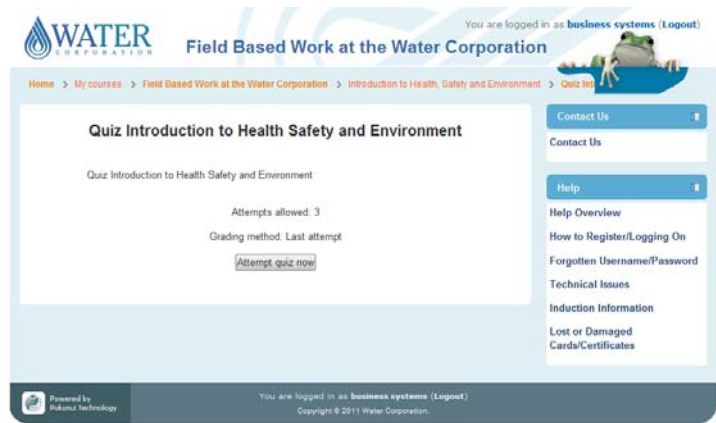 You are logged in as business systems (Logout)
WATER
CORPORATION
Field Based Work at the Water Corporation
Home > My courses > Field Based Work at the Water Corporation > Introduction to Health, Safety and Environment > Quiz Int
Quiz Introduction to Health Safety and Environment
Quiz Introduction to Health Safety and Environment
Attempts allowed: 3
Grading method: Last attempt
Attempt quiz now
Contact Us
Contact Us
Help
Help Overview
How to Register/Logging On
Forgotten Username/Password
Technical Issues
Induction Information
Lost or Damaged
Cards/Certificates
Powered by
Pukunui Technology
You are logged in as business systems (Logout)
Copyright © 2011 Water Corporation.